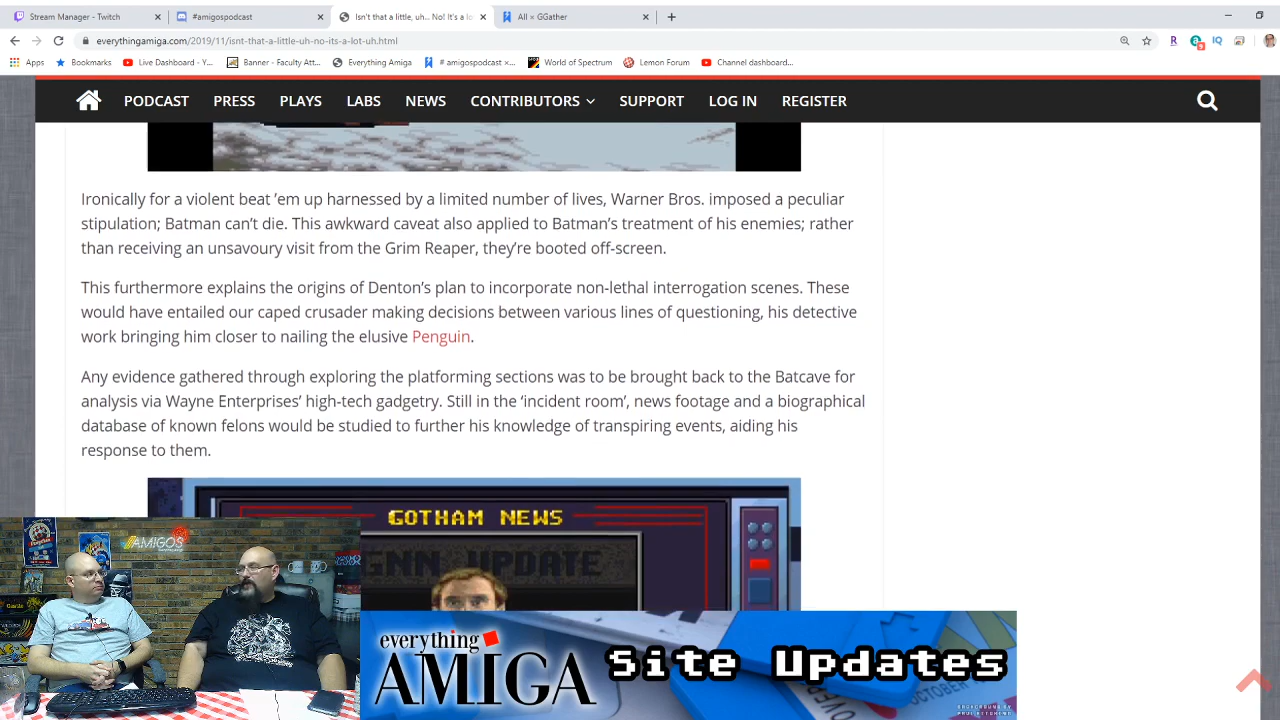 Stream Manager - Twitch
#amigospodcast
Isn't that a little, uh... No! It's a lo
All × GGather
everythingamiga.com/2019/11/isnt-that-a-little-uh-no-its-a-lot-uh.html
Apps
Bookmarks
Live Dashboard - Y...
Banner - Faculty Att...
Everything Amiga
# amigospodcast ×...
World of Spectrum
Lemon Forum
Channel dashboard...
PODCAST PRESS PLAYS LABS NEWS CONTRIBUTORS SUPPORT LOG IN REGISTER
Ironically for a violent beat ’em up harnessed by a limited number of lives, Warner Bros. imposed a peculiar
stipulation; Batman can’t die. This awkward caveat also applied to Batman’s treatment of his enemies; rather
than receiving an unsavoury visit from the Grim Reaper, they’re booted off-screen.
This furthermore explains the origins of Denton’s plan to incorporate non-lethal interrogation scenes. These
would have entailed our caped crusader making decisions between various lines of questioning, his detective
work bringing him closer to nailing the elusive Penguin.
Any evidence gathered through exploring the platforming sections was to be brought back to the Batcave for
analysis via Wayne Enterprises’ high-tech gadgetry. Still in the ‘incident room’, news footage and a biographical
database of known felons would be studied to further his knowledge of transpiring events, aiding his
response to them.
GOTHAM NEWS
GNN UPDATE
AMIGOS
everything
AMIGA
Site Updates
OCTOBER